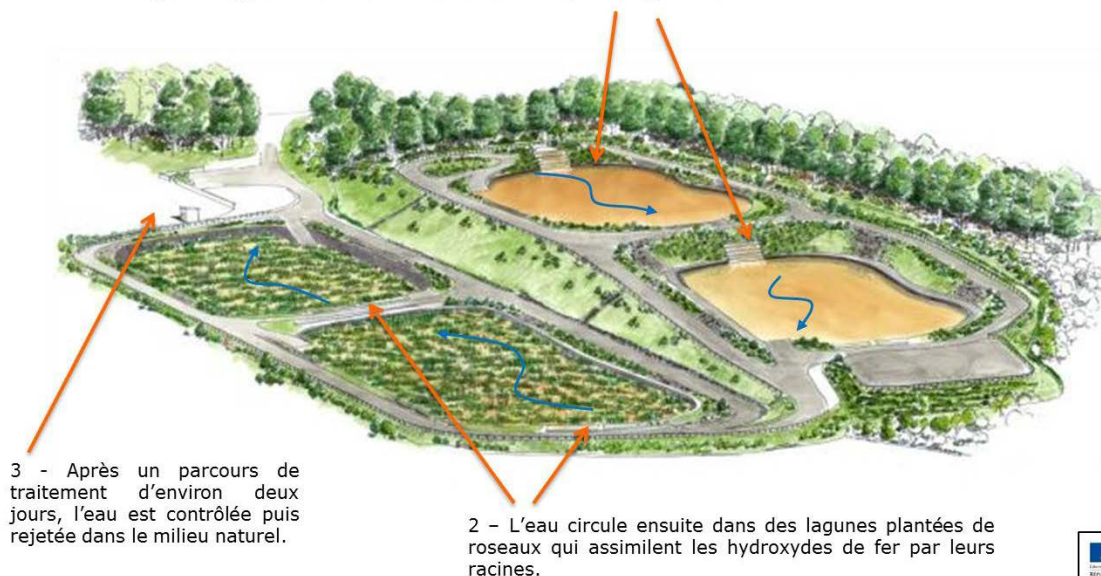 3 - Après un parcours de
traitement d’environ deux
jours, l’eau est contrôlée puis
rejetée dans le milieu naturel.
2 – L’eau circule ensuite dans des lagunes plantées de
roseaux qui assimilent les hydroxydes de fer par leurs
racines.